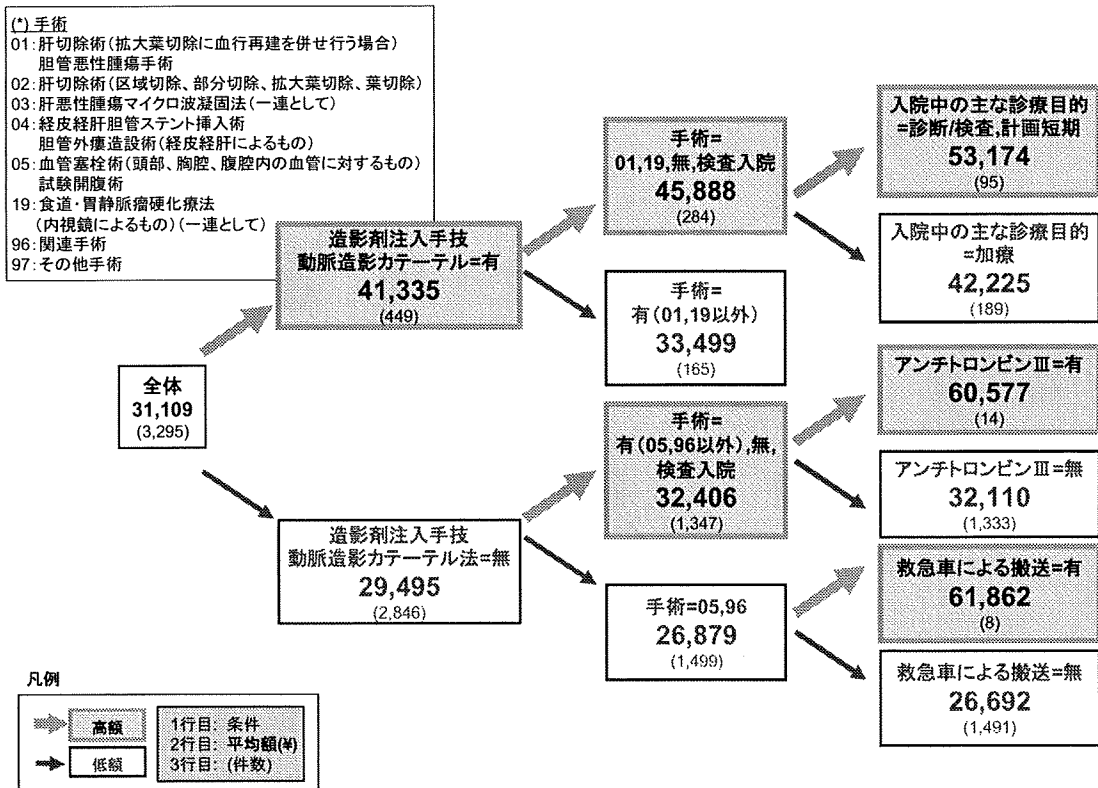 (*) 手術
01:肝切除術(拡大葉切除に血行再建を併せ行う場合)
胆管悪性腫瘍手術
02:肝切除術(区域切除、部分切除、拡大葉切除、葉切除)
03:肝悪性腫瘍マイクロ波凝固法(一連として)
04:経皮経肝胆管ステント挿入術
胆管外瘻造設術(経皮経肝によるもの)
05:血管塞栓術(頭部、胸腔、腹腔内の血管に対するもの)
試験開腹術
19:食道・胃静脈瘤硬化療法
(内視鏡によるもの)(一連として)
96:関連手術
97:その他手術
全体
31,109
(3,295)
造影剤注入手技
動脈造影カテーテル=有
41,335
(449)
造影剤注入手技
動脈造影カテーテル法=無
29,495
(2,846)
手術=
01,19,無,検査入院
45,888
(284)
手術=
有(01,19以外)
33,499
(165)
手術=
有(05,96以外),無,
検査入院
32,406
(1,347)
手術=05,96
26,879
(1,499)
入院中の主な診療目的
=診断/検査,計画短期
53,174
(95)
入院中の主な診療目的
=加療
42,225
(189)
アンチトロンビンⅢ=有
60,577
(14)
アンチトロンビンⅢ=無
32,110
(1,333)
救急車による搬送=有
61,862
(8)
救急車による搬送=無
26,692
(1,491)
凡例
高額
低額
1行目: 条件
2行目: 平均額(¥)
3行目: (件数)